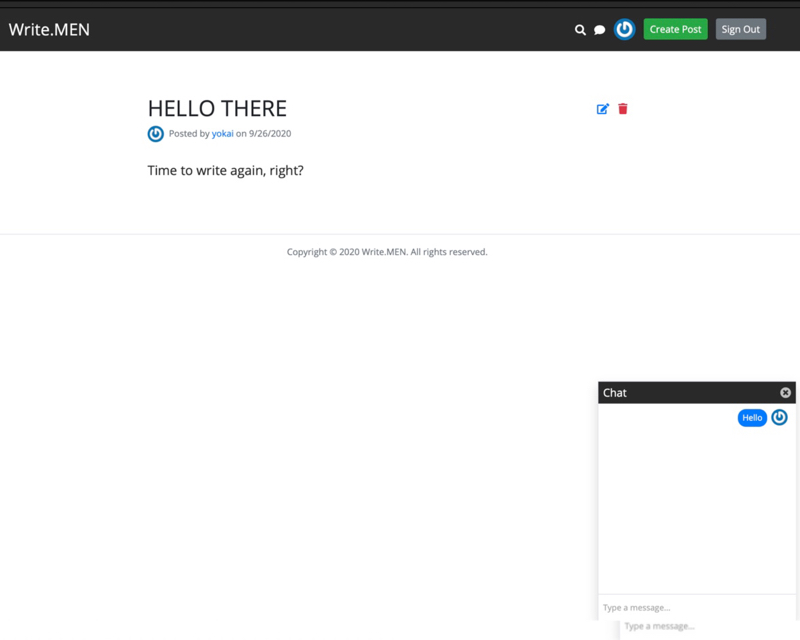 Write.MEN
Create Post
Sign Out
HELLO THERE
Posted by yokai on 9/26/2020
Time to write again, right?
Copyright © 2020 Write.MEN. All rights reserved.
Chat
Hello
Type a message...
Type a message...